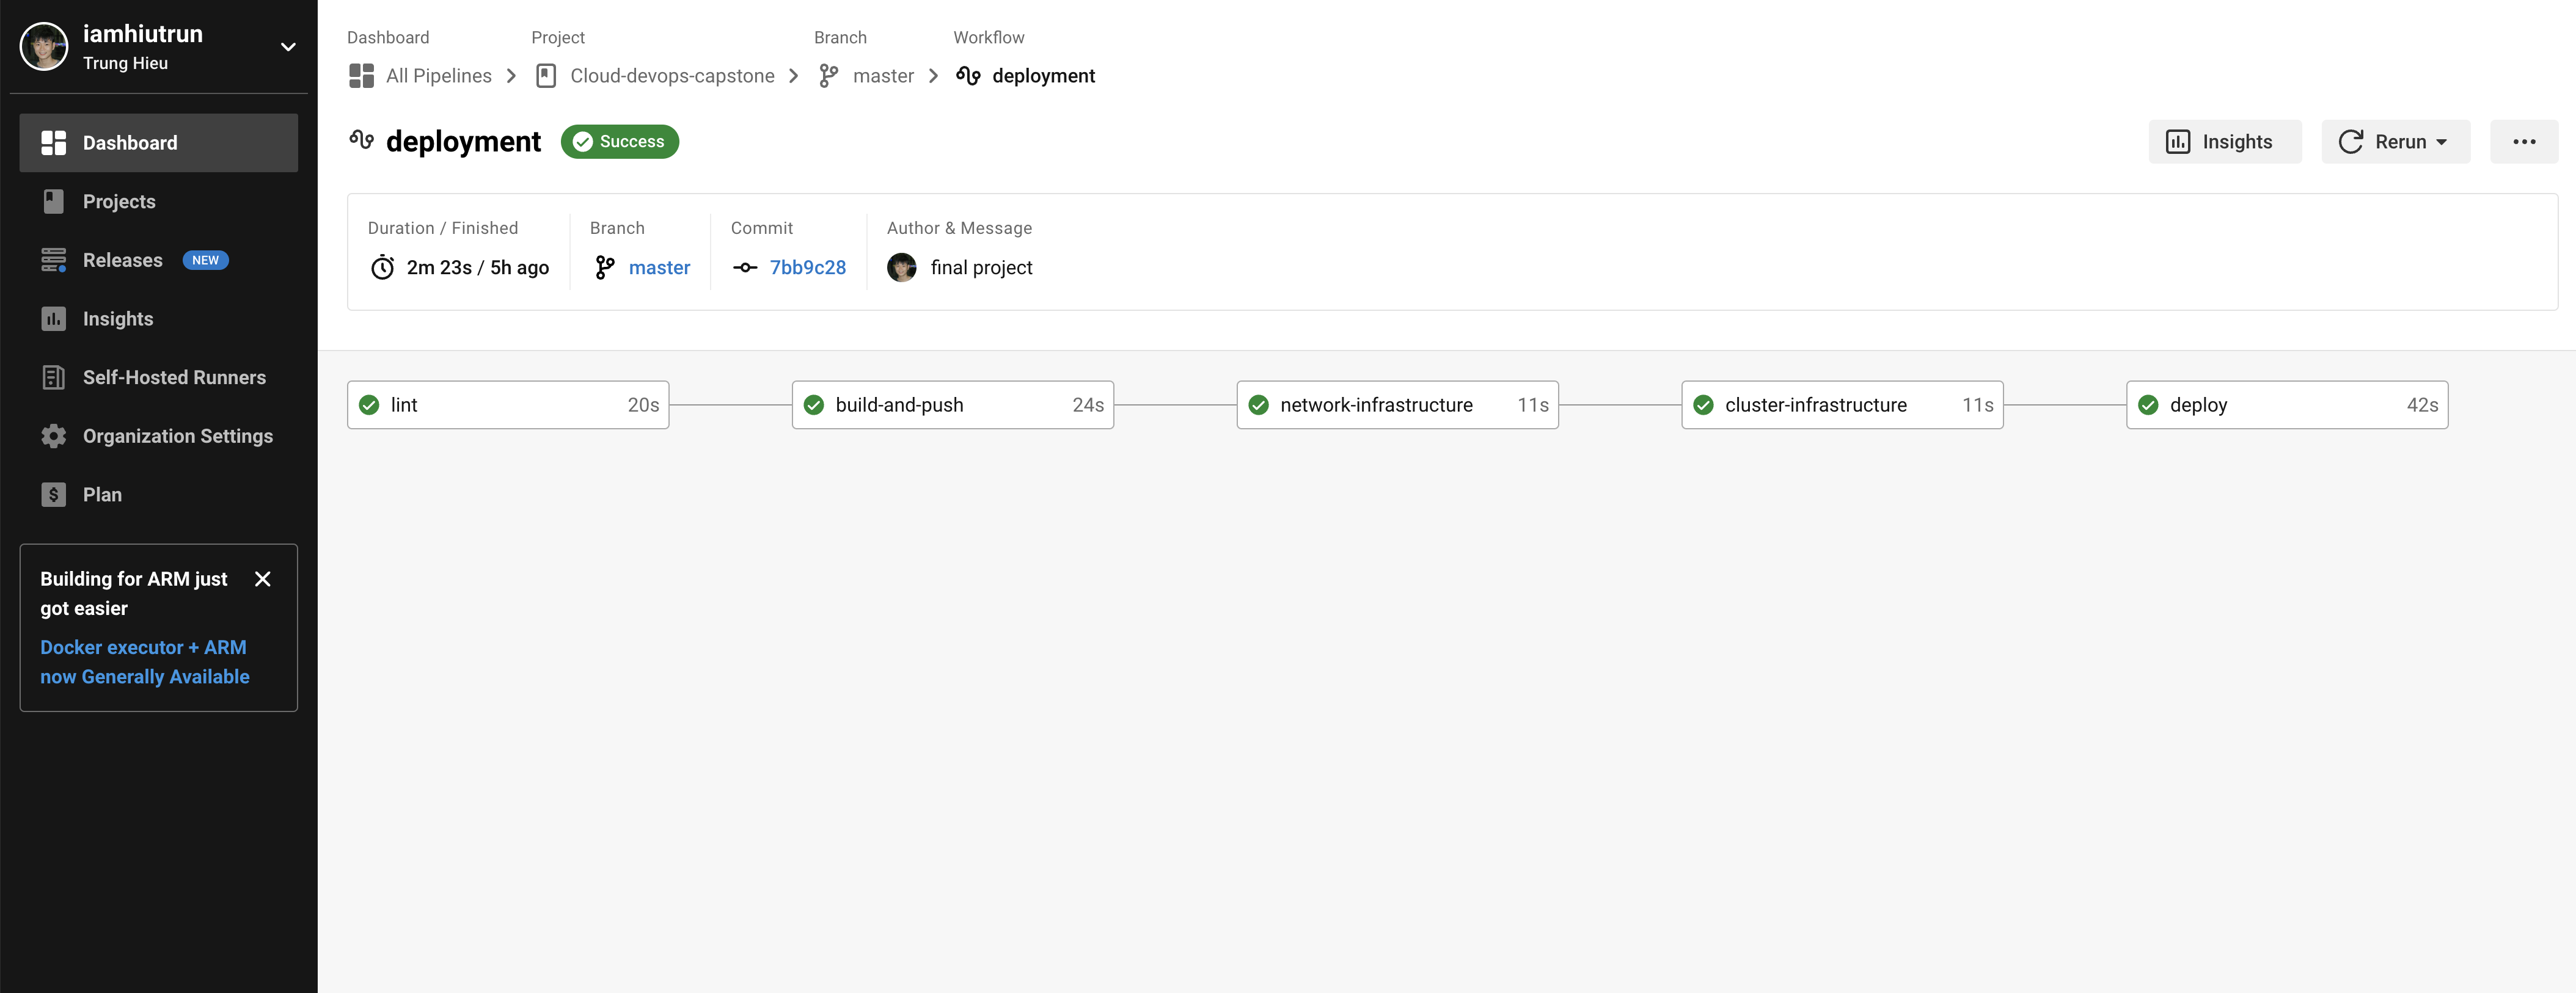 iamhiutrun
Trung Hieu
Dashboard
Projects
Releases NEW
Insights
Self-Hosted Runners
Organization Settings
Plan
Building for ARM just
got easier
Docker executor + ARM
now Generally Available
Dashboard Project Branch Workflow
All Pipelines Cloud-devops-capstone master deployment
deployment Success
Insights Rerun
Duration / Finished Branch Commit Author & Message
2m 23s / 5h ago master 7bb9c28 final project
lint 20s build-and-push 24s network-infrastructure 11s cluster-infrastructure 11s deploy 42s